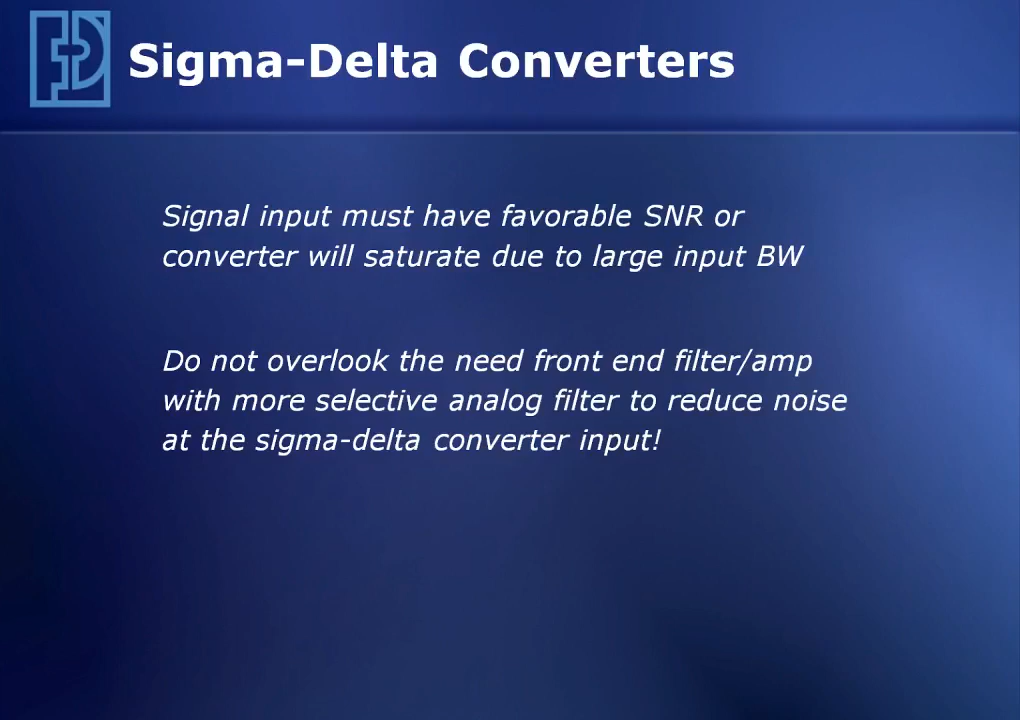 Sigma-Delta Converters
Signal input must have favorable SNR or
converter will saturate due to large input BW
Do not overlook the need front end filter/amp
with more selective analog filter to reduce noise
at the sigma-delta converter input!